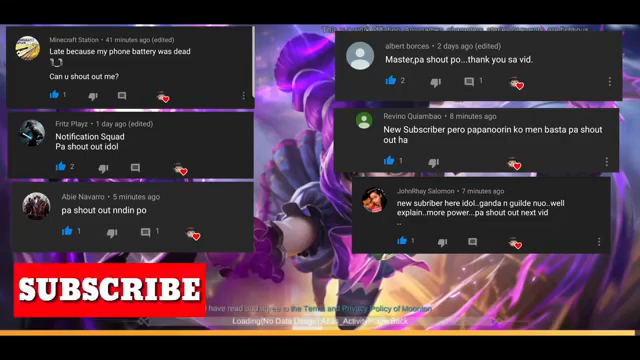 Minecraft Station • 41 minutes ago (edited)
Late because my phone battery was dead
Can u shout out me?
1
Fritz Playz • 1 day ago (edited)
Notification Squad
Pa shout out idol
2
Abie Navarro • 5 minutes ago
pa shout out nndin po
1
1
albert borces • 2 days ago (edited)
Master,pa shout po...thank you sa vid.
2
1
Revino Quiambao • 8 minutes ago
New Subscriber pero papanoorin ko men basta pa shout
out ha
1
JohnRhay Salomon • 7 minutes ago
new subriber here idol..ganda n guilde nuo..well
explain..more power...pa shout out next vid
..
1
SUBSCRIBE
have read and agree to the Terms and Privacy Policy of Moonton
Loading(No Data Usage)